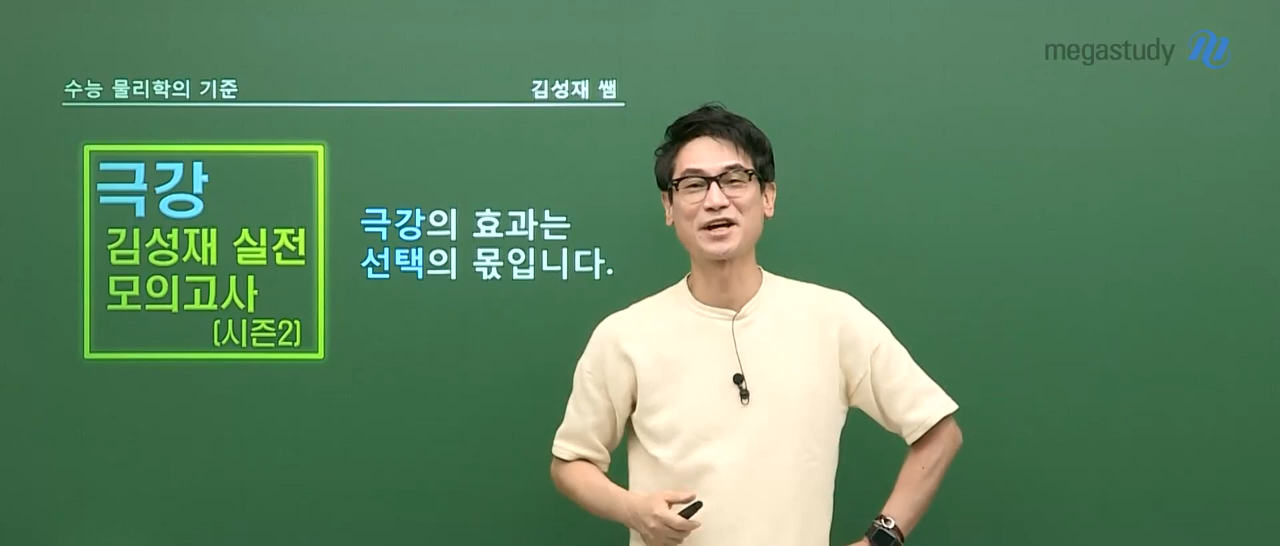 megastudy
수능 물리학의 기준 김성재 쌤
극강
김성재 실전
모의고사
(시즌2)
극강의 효과는
선택의 몫입니다.